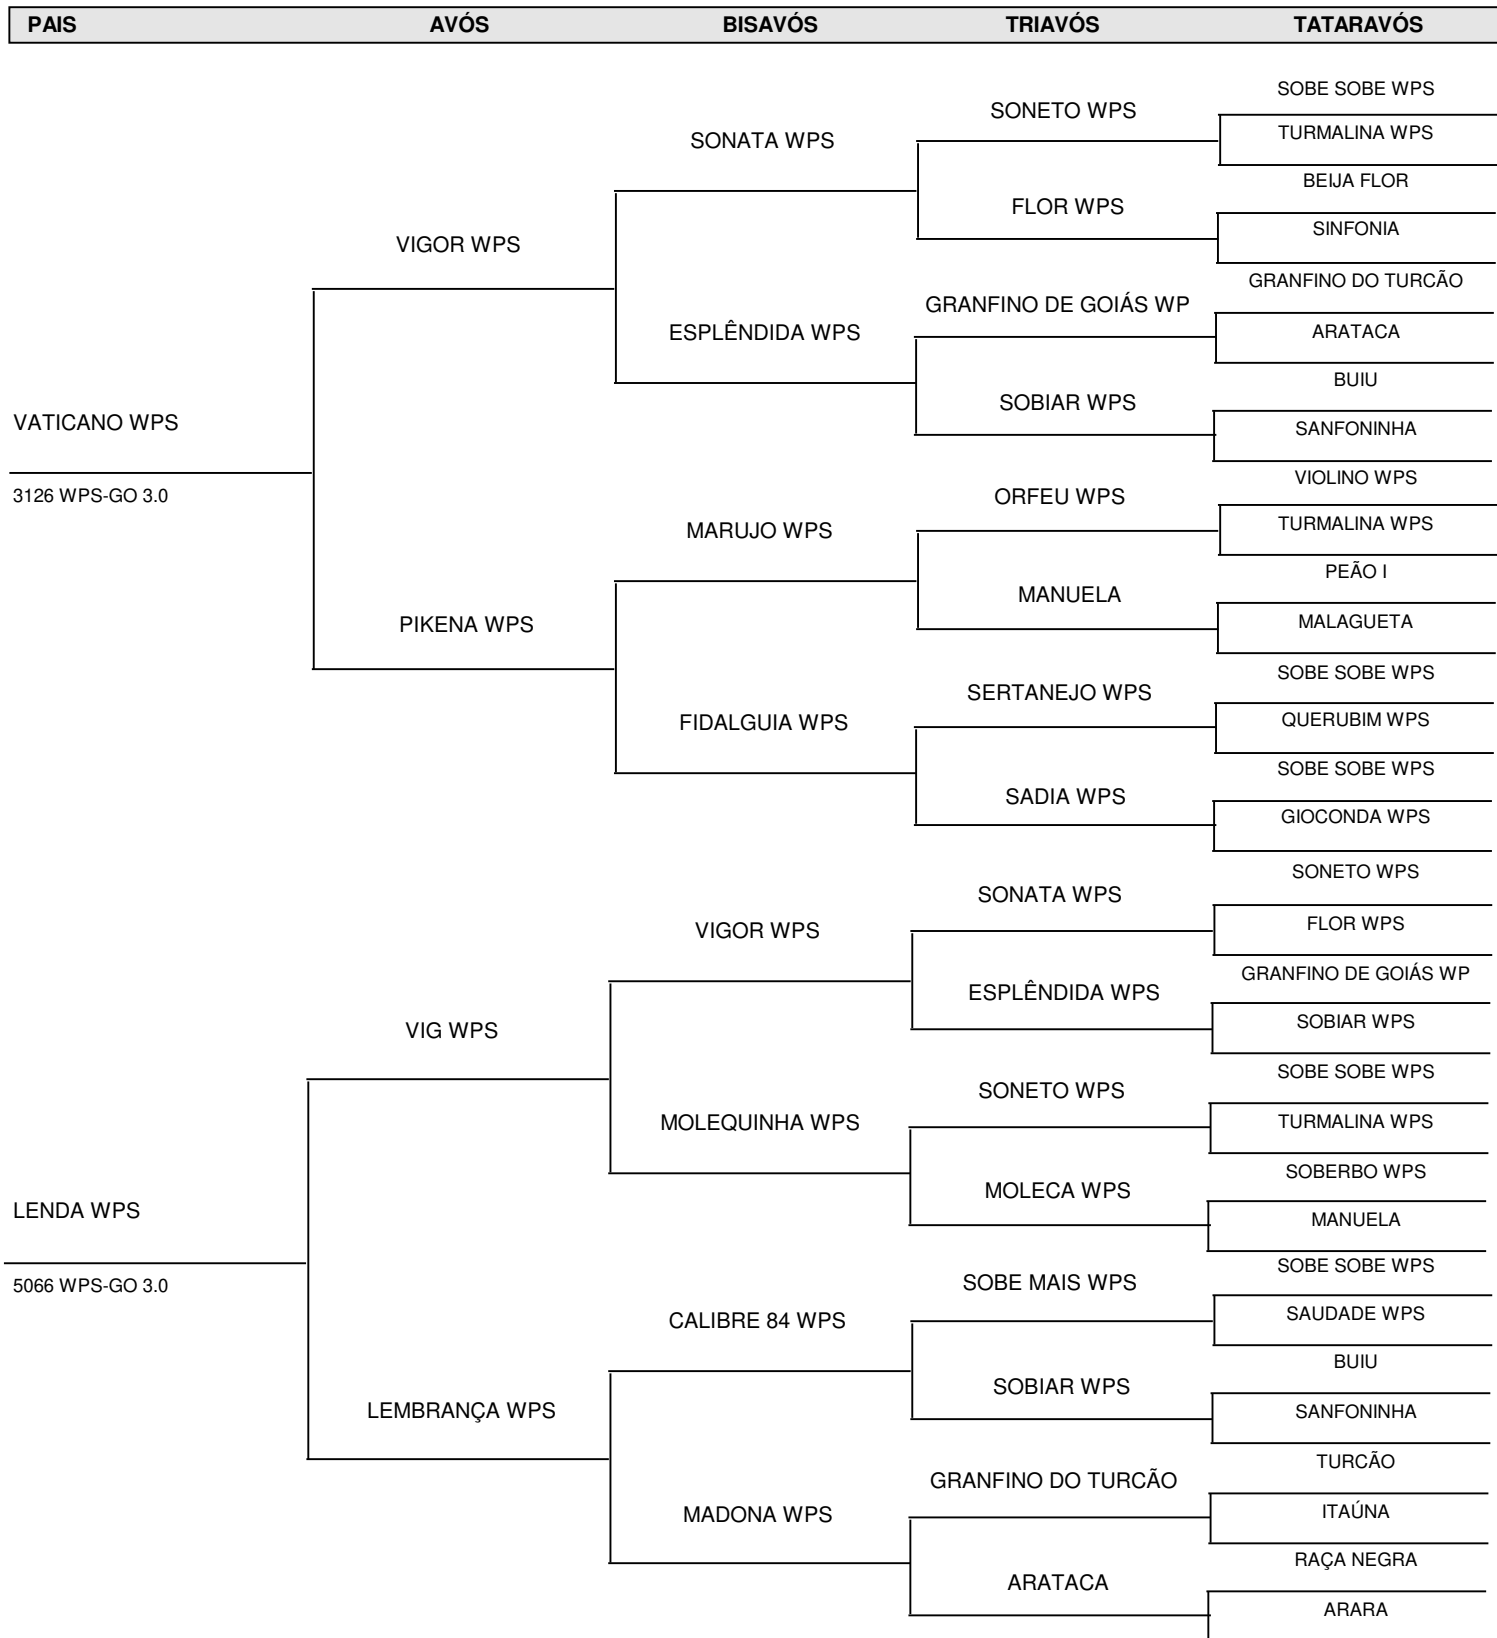 PAIS AVÓS BISAVÓS TRIAVÓS TATARAVÓS
SOBE SOBE WPS
SONETO WPS
TURMALINA WPS
SONATA WPS
BEIJA FLOR
FLOR WPS
SINFONIA
VIGOR WPS
GRANFINO DO TURCÃO
GRANFINO DE GOIÁS WP
ARATACA
ESPLÊNDIDA WPS
BUIU
SOBIAR WPS
VATICANO WPS
SANFONINHA
VIOLINO WPS
3126 WPS-GO 3.0
ORFEU WPS
TURMALINA WPS
MARUJO WPS
PEÃO I
MANUELA
MALAGUETA
PIKENA WPS
SOBE SOBE WPS
SERTANEJO WPS
QUERUBIM WPS
FIDALGUIA WPS
SOBE SOBE WPS
SADIA WPS
GIOCONDA WPS
SONETO WPS
SONATA WPS
FLOR WPS
VIGOR WPS
GRANFINO DE GOIÁS WP
ESPLÊNDIDA WPS
SOBIAR WPS
VIG WPS
SOBE SOBE WPS
SONETO WPS
TURMALINA WPS
MOLEQUINHA WPS
SOBERBO WPS
MOLECA WPS
LENDA WPS
MANUELA
SOBE SOBE WPS
5066 WPS-GO 3.0
SOBE MAIS WPS
SAUDADE WPS
CALIBRE 84 WPS
BUIU
SOBIAR WPS
LEMBRANÇA WPS
SANFONINHA
TURCÃO
GRANFINO DO TURCÃO
ITAÚNA
MADONA WPS
RAÇA NEGRA
ARATACA
ARARA